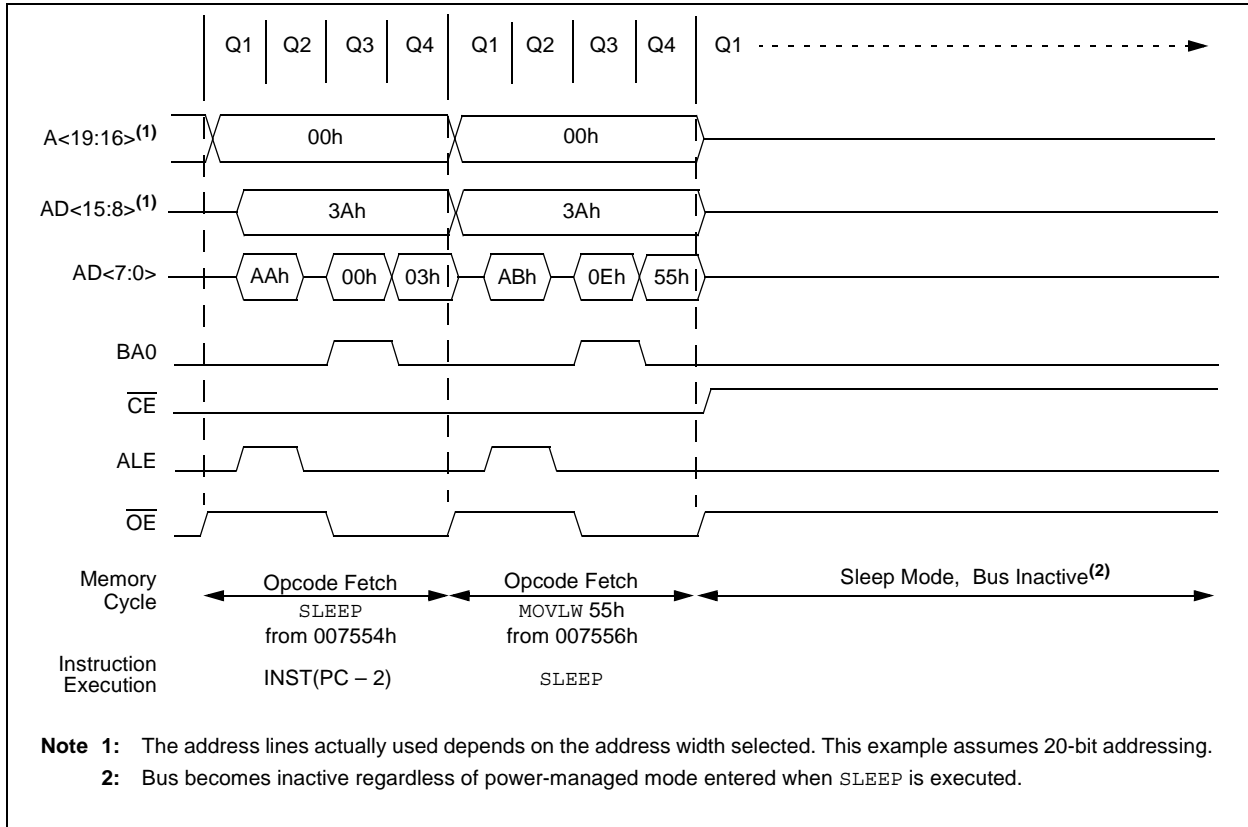 Q1 Q2 Q3 Q4 Q1 Q2 Q3 Q4 Q1
A<19:16>(1) 00h 00h
AD<15:8>(1) 3Ah 3Ah
AD<7:0> AAh 00h 03h ABh 0Eh 55h
BA0
CE
ALE
OE
Memory Cycle
Opcode Fetch
SLEEP
from 007554h
Opcode Fetch
MOVLW 55h
from 007556h
Sleep Mode, Bus Inactive(2)
Instruction Execution
INST(PC – 2)
SLEEP
Note 1: The address lines actually used depends on the address width selected. This example assumes 20-bit addressing.
2: Bus becomes inactive regardless of power-managed mode entered when SLEEP is executed.